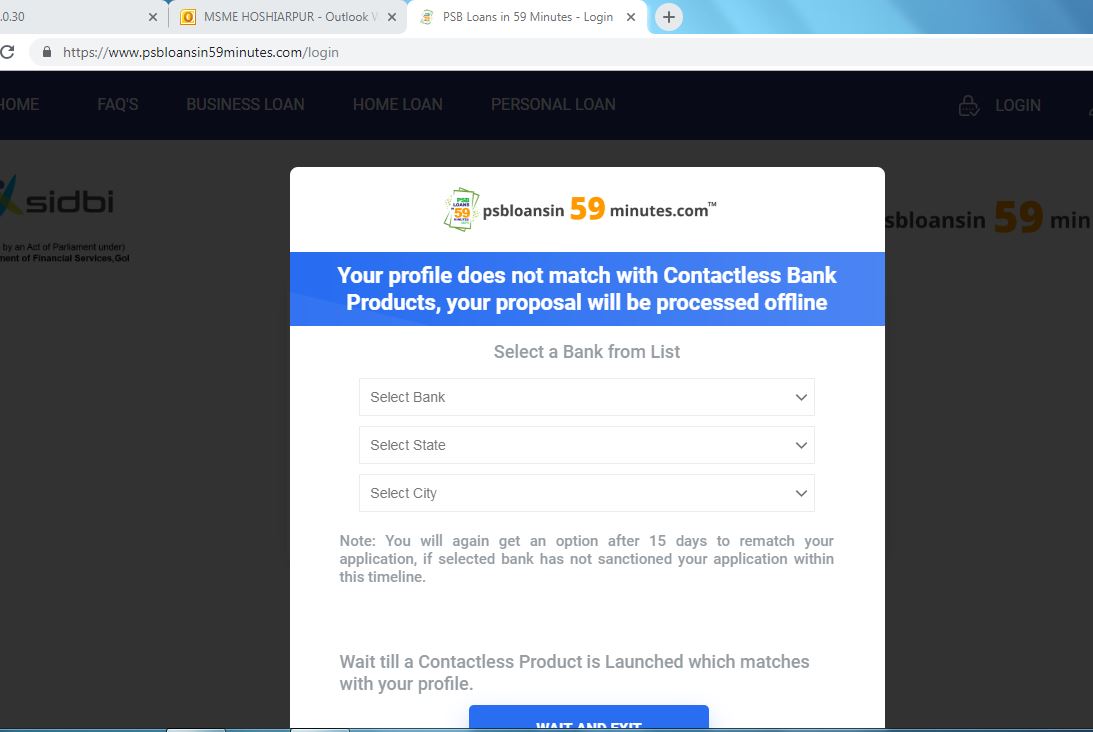 .0.30
MSME HOSHIARPUR - Outlook
PSB Loans in 59 Minutes - Login
https://www.psbloansin59minutes.com/login
HOME
FAQ'S
BUSINESS LOAN
HOME LOAN
PERSONAL LOAN
LOGIN
sidbi
by an Act of Parliament under)
ment of Financial Services,GoI
PSB LOANS IN 59 MINUTES
psbloansin 59 minutes.com™
sbloansin 59 min
Your profile does not match with Contactless Bank
Products, your proposal will be processed offline
Select a Bank from List
Select Bank
Select State
Select City
Note: You will again get an option after 15 days to rematch your
application, if selected bank has not sanctioned your application within
this timeline.
Wait till a Contactless Product is Launched which matches
with your profile.
WAIT AND EXIT